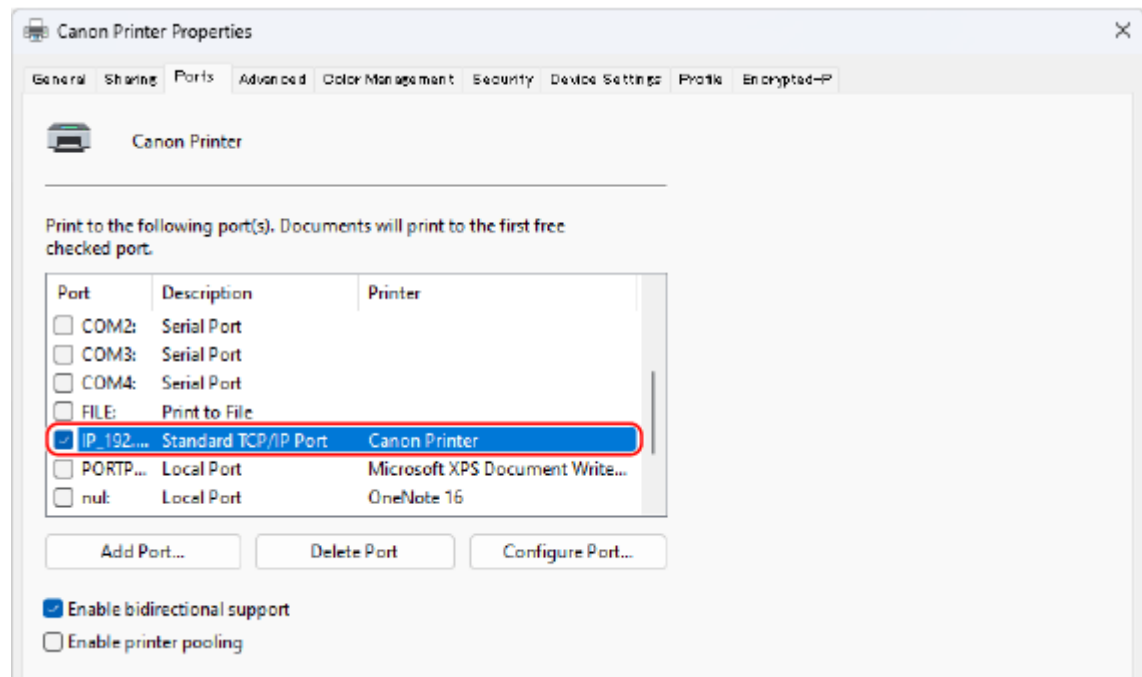 Canon Printer Properties
General Sharing Ports Advanced Color Management Security Device Settings Profile Encrypted-P
Canon Printer
Print to the following port(s). Documents will print to the first free
checked port.
Port Description Printer
COM2: Serial Port
COM3: Serial Port
COM4: Serial Port
FILE: Print to File
IP_192.... Standard TCP/IP Port Canon Printer
PORTP... Local Port Microsoft XPS Document Write...
nul: Local Port OneNote 16
Add Port... Delete Port Configure Port...
Enable bidirectional support
Enable printer pooling